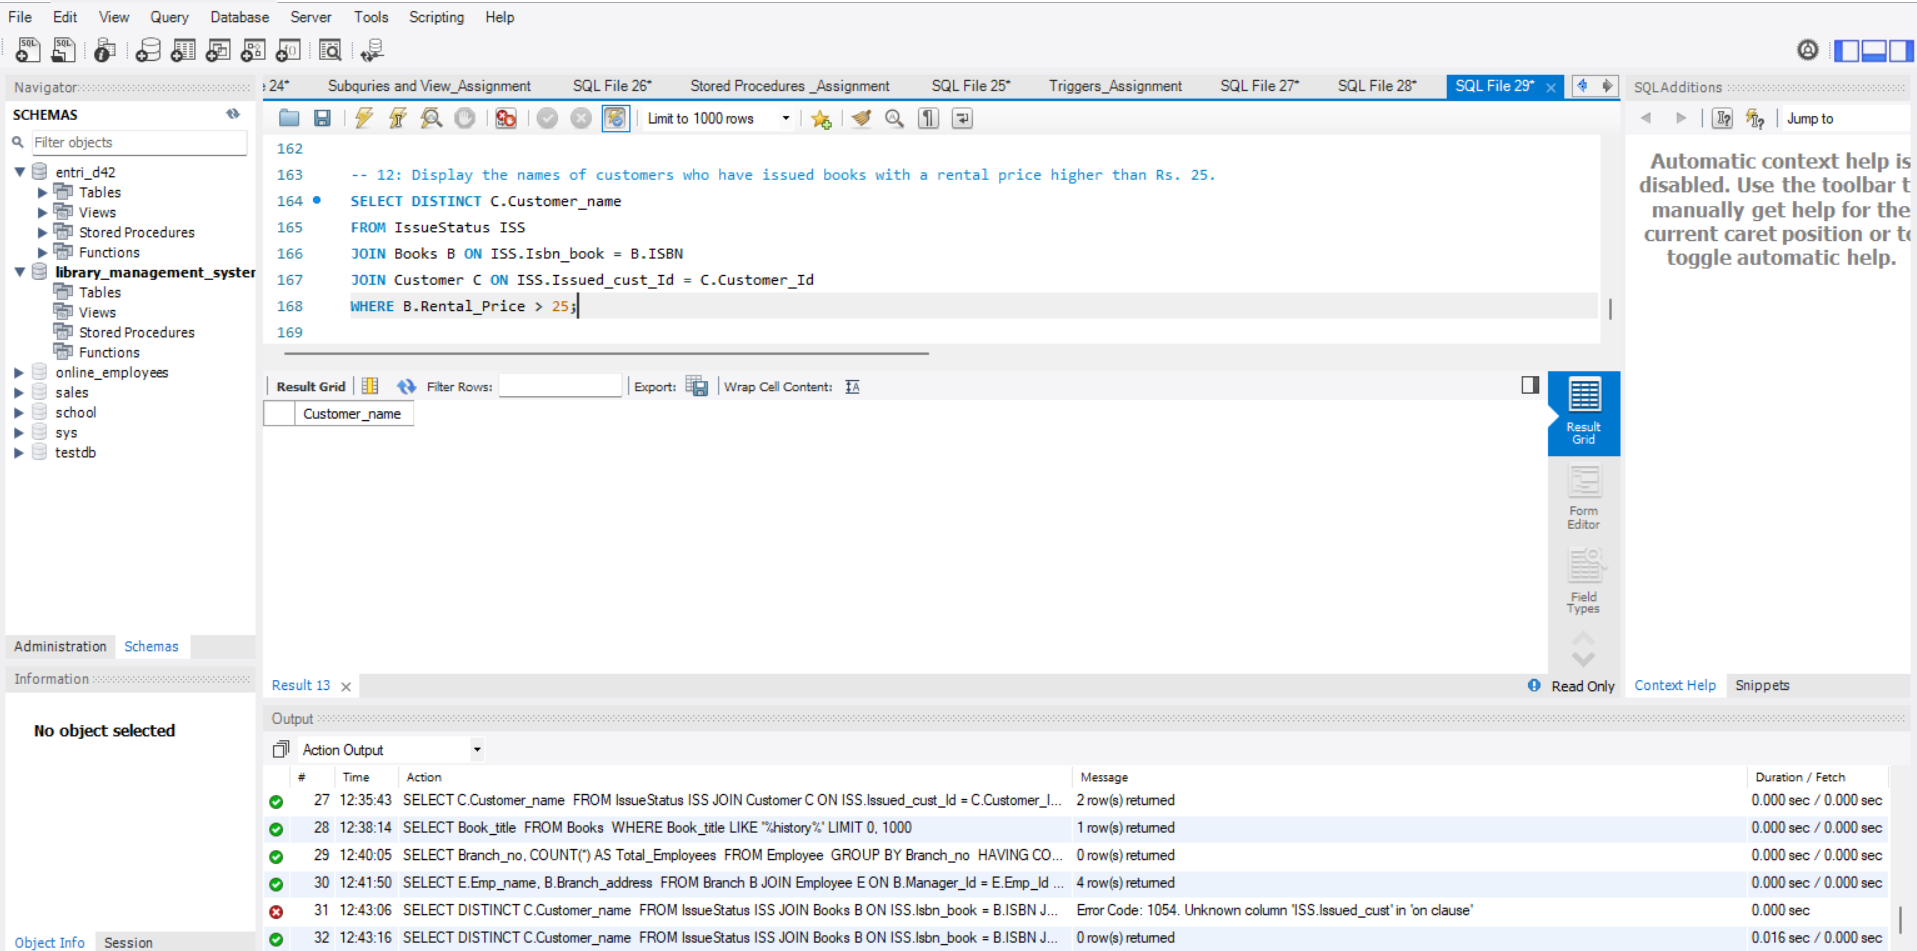 File Edit View Query Database Server Tools Scripting Help
Navigator
SCHEMAS
Filter objects
entri_d42
Tables
Views
Stored Procedures
Functions
library_management_syster
Tables
Views
Stored Procedures
Functions
online_employees
sales
school
sys
testdb
Administration Schemas
Information
No object selected
Object Info Session
24* Subquries and View_Assignment SQL File 26* Stored Procedures _Assignment SQL File 25* Triggers_Assignment SQL File 27* SQL File 28* SQL File 29*
Limit to 1000 rows
162
163 -- 12: Display the names of customers who have issued books with a rental price higher than Rs. 25.
164 SELECT DISTINCT C.Customer_name
165 FROM IssueStatus ISS
166 JOIN Books B ON ISS.Isbn_book = B.ISBN
167 JOIN Customer C ON ISS.Issued_cust_Id = C.Customer_Id
168 WHERE B.Rental_Price > 25;
169
Result Grid Filter Rows: Export: Wrap Cell Content:
Customer_name
Result Grid
Form Editor
Field Types
Result 13 Read Only
SQLAdditions
Jump to
Automatic context help is
disabled. Use the toolbar t
manually get help for the
current caret position or to
toggle automatic help.
Context Help Snippets
Output
Action Output
# Time Action Message Duration / Fetch
27 12:35:43 SELECT C.Customer_name FROM IssueStatus ISS JOIN Customer C ON ISS.Issued_cust_Id = C.Customer_I... 2 row(s) returned 0.000 sec / 0.000 sec
28 12:38:14 SELECT Book_title FROM Books WHERE Book_title LIKE '%history%' LIMIT 0, 1000 1 row(s) returned 0.000 sec / 0.000 sec
29 12:40:05 SELECT Branch_no, COUNT(*) AS Total_Employees FROM Employee GROUP BY Branch_no HAVING CO... 0 row(s) returned 0.000 sec / 0.000 sec
30 12:41:50 SELECT E.Emp_name, B.Branch_address FROM Branch B JOIN Employee E ON B.Manager_Id = E.Emp_Id ... 4 row(s) returned 0.000 sec / 0.000 sec
31 12:43:06 SELECT DISTINCT C.Customer_name FROM IssueStatus ISS JOIN Books B ON ISS.Isbn_book = B.ISBN J... Error Code: 1054. Unknown column 'ISS.Issued_cust' in 'on clause' 0.000 sec
32 12:43:16 SELECT DISTINCT C.Customer_name FROM IssueStatus ISS JOIN Books B ON ISS.Isbn_book = B.ISBN J... 0 row(s) returned 0.016 sec / 0.000 sec